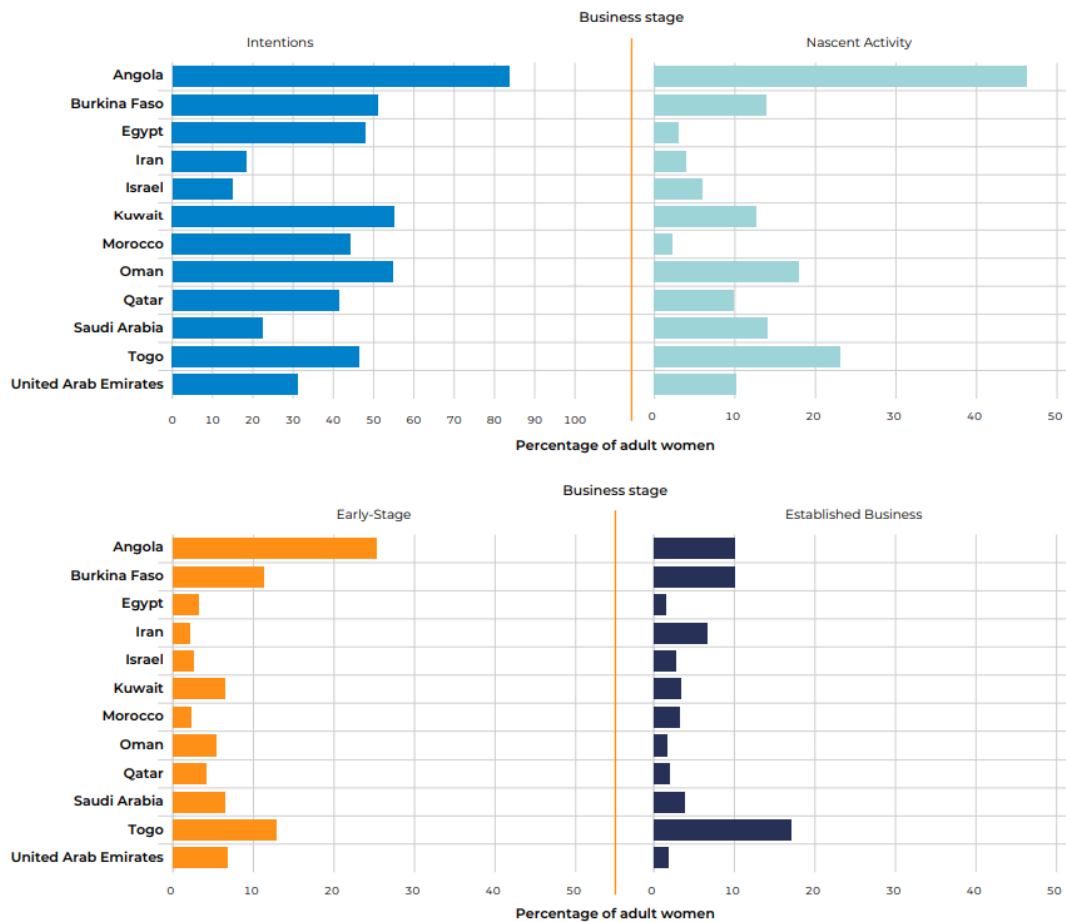 Business stage
Intentions
Nascent Activity
Angola
Burkina Faso
Egypt
Iran
Israel
Kuwait
Morocco
Oman
Qatar
Saudi Arabia
Togo
United Arab Emirates
0 10 20 30 40 50 60 70 80 90 100
0 10 20 30 40 50
Percentage of adult women
Business stage
Early-Stage
Established Business
Angola
Burkina Faso
Egypt
Iran
Israel
Kuwait
Morocco
Oman
Qatar
Saudi Arabia
Togo
United Arab Emirates
0 10 20 30 40 50
0 10 20 30 40 50
Percentage of adult women